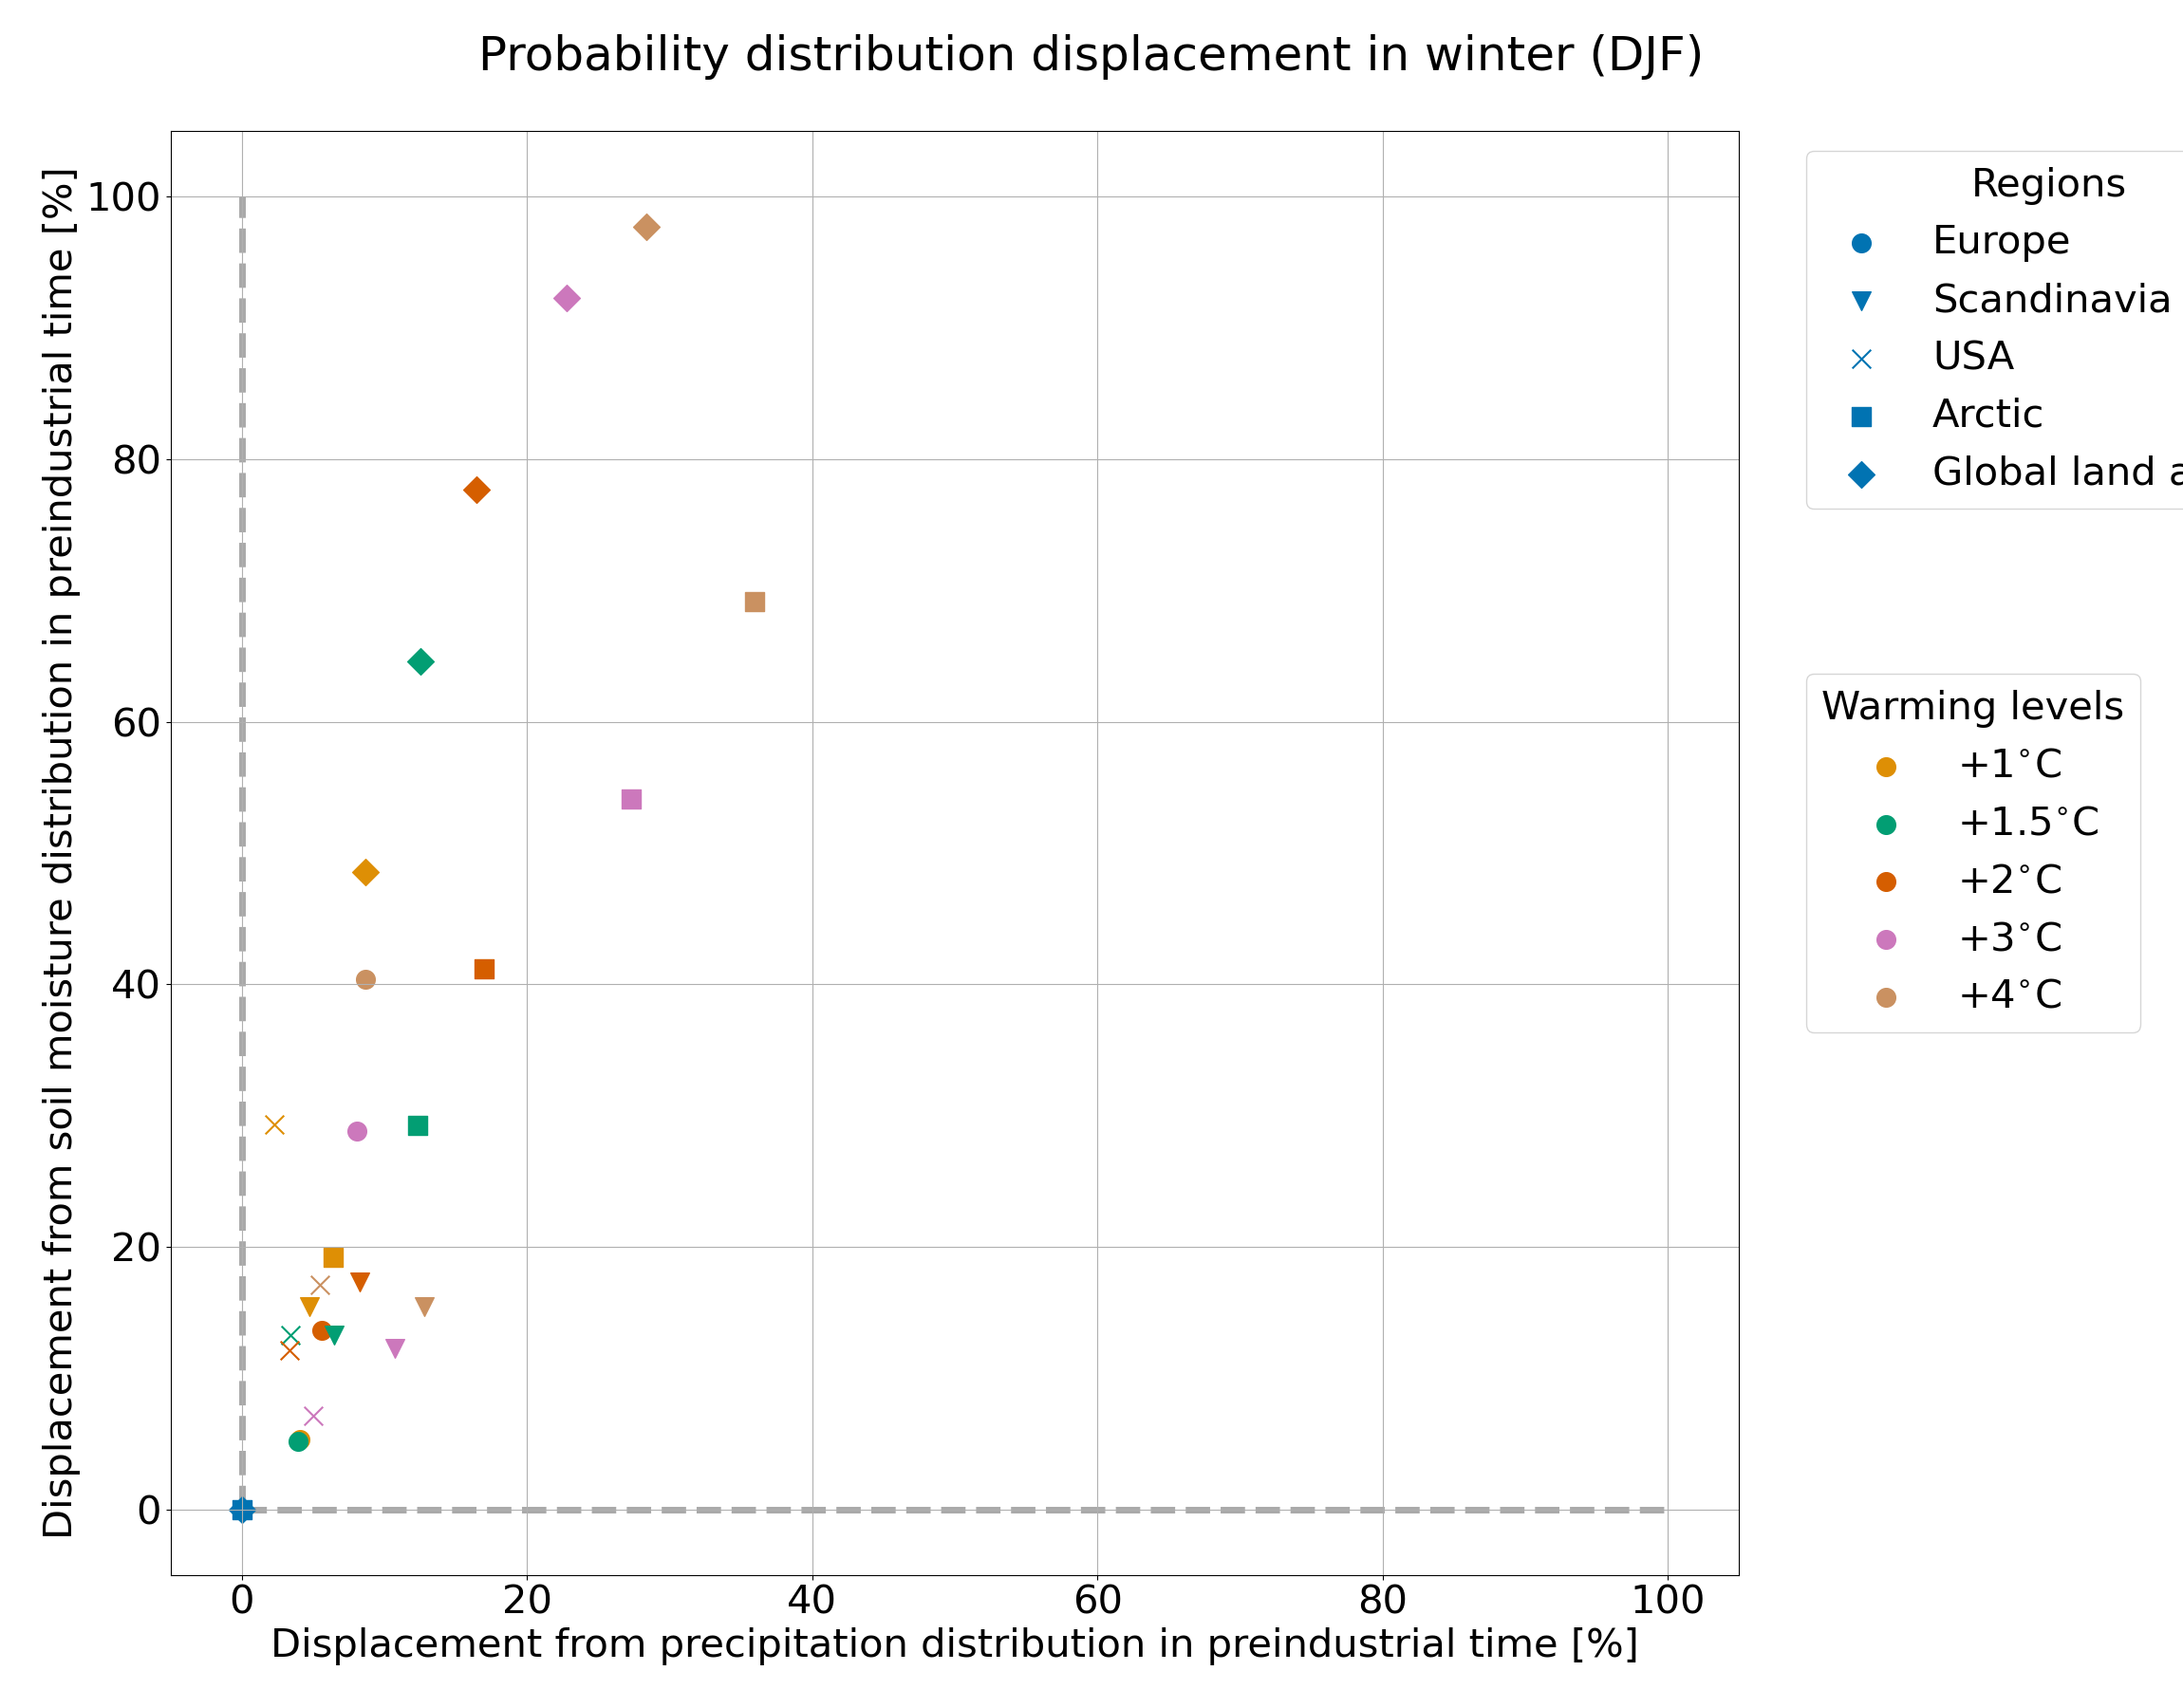 Probability distribution displacement in winter (DJF)
Displacement from soil moisture distribution in preindustrial time [%]
100
80
60
40
20
0
0 20 40 60 80 100
Displacement from precipitation distribution in preindustrial time [%]
Regions
Europe
Scandinavia
USA
Arctic
Global land a
Warming levels
+1°C
+1.5°C
+2°C
+3°C
+4°C